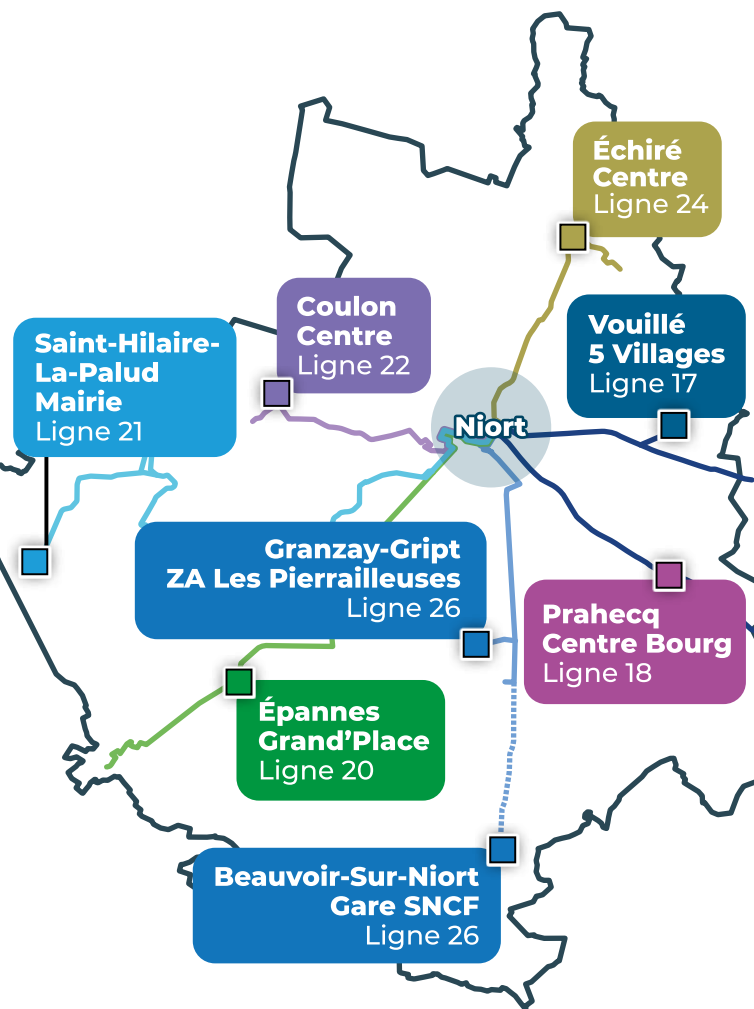 Échiré
Centre
Ligne 24
Coulon
Centre
Ligne 22
Vouillé
5 Villages
Ligne 17
Saint-Hilaire-
La-Palud
Mairie
Ligne 21
Niort
Granzay-Gript
ZA Les Pierrailleuses
Ligne 26
Prahecq
Centre Bourg
Ligne 18
Épannes
Grand'Place
Ligne 20
Beauvoir-Sur-Niort
Gare SNCF
Ligne 26